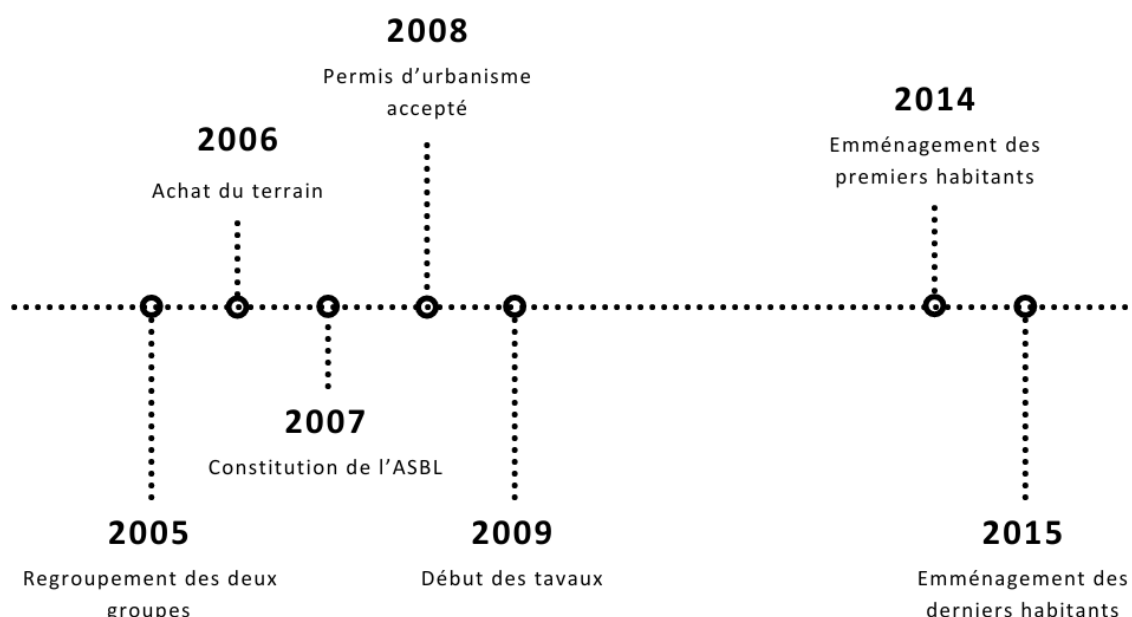 2008
Permis d’urbanisme
accepté
2014
Emménagement des
premiers habitants
2006
Achat du terrain
2007
Constitution de l’ASBL
2005
Regroupement des deux
groupes
2009
Début des tavaux
2015
Emménagement des
derniers habitants